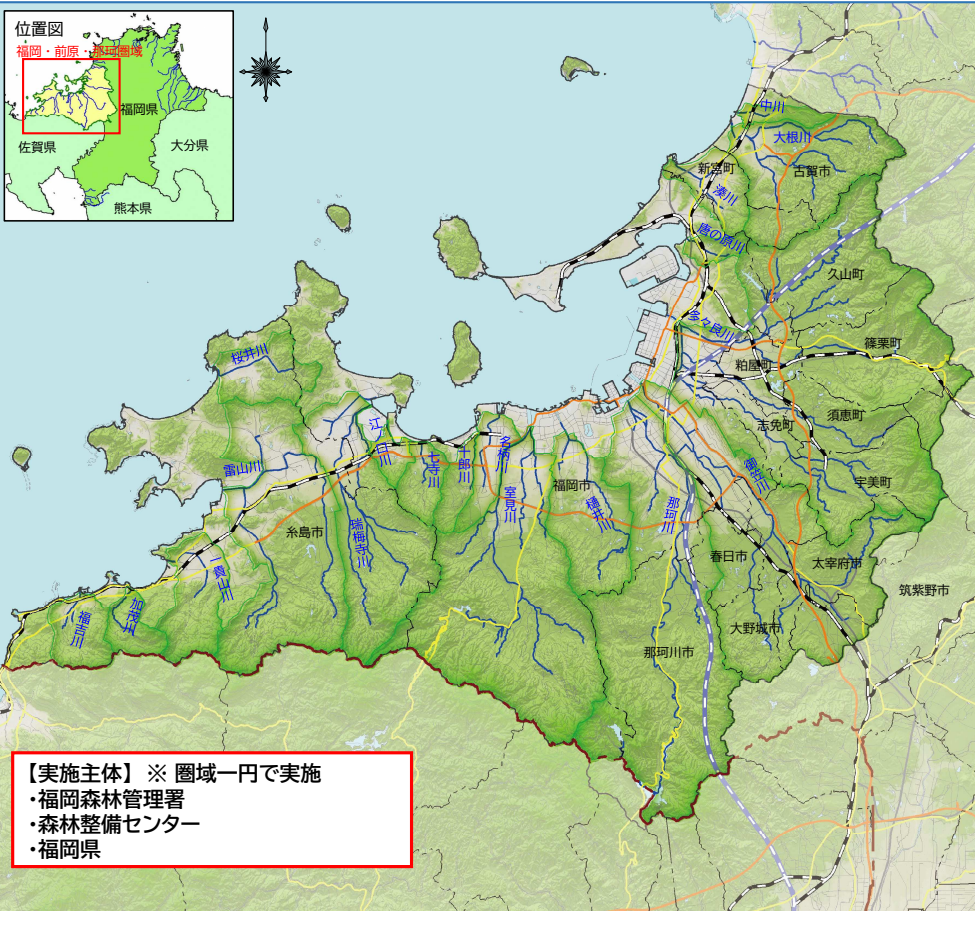 位置図
福岡・前原・那珂圏域
福岡県
佐賀県
大分県
熊本県
中川
大根川
新宮町
古賀市
湊川
唐の原川
久山町
多々良川
篠栗町
粕屋町
須恵町
志免町
桜井川
江ノ口川
名柄川
十郎川
七寺川
雷山川
御笠川
宇美町
室見川
福岡市
樋井川
那珂川
瑞梅寺川
糸島市
春日市
太宰府市
一貴山川
筑紫野市
加茂川
福吉川
大野城市
那珂川市
【実施主体】 ※ 圏域一円で実施
・福岡森林管理署
・森林整備センター
・福岡県